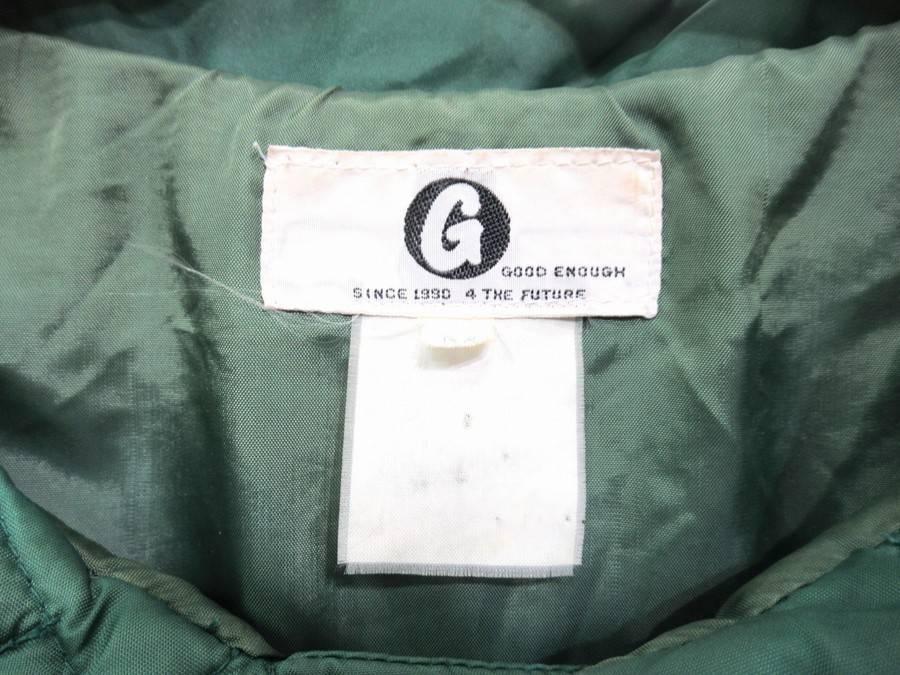 G
GOOD ENOUGH
SINCE 1990 4 THE FUTURE